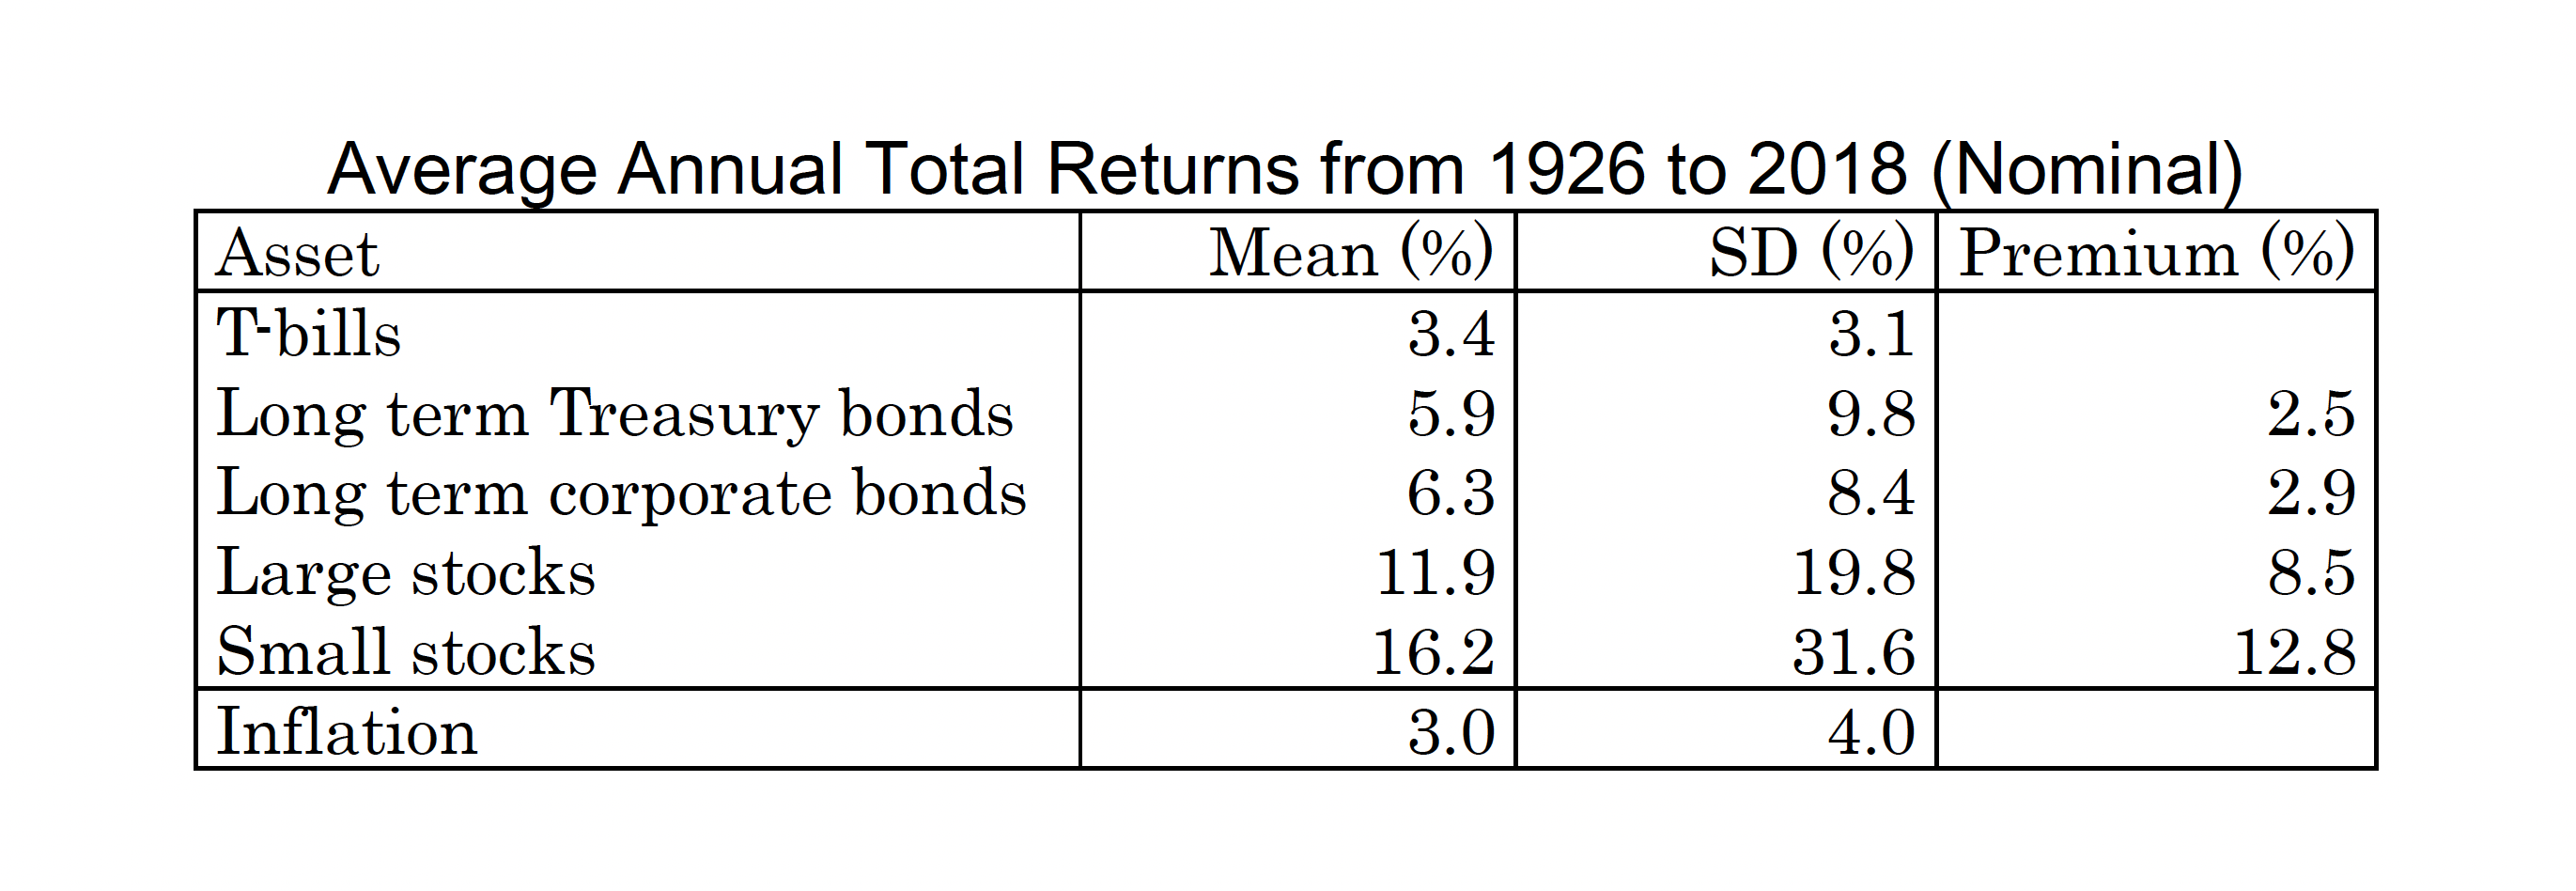 Average Annual Total Returns from 1926 to 2018 (Nominal)
Asset Mean (%) SD (%) Premium (%)
T-bills 3.4 3.1
Long term Treasury bonds 5.9 9.8 2.5
Long term corporate bonds 6.3 8.4 2.9
Large stocks 11.9 19.8 8.5
Small stocks 16.2 31.6 12.8
Inflation 3.0 4.0